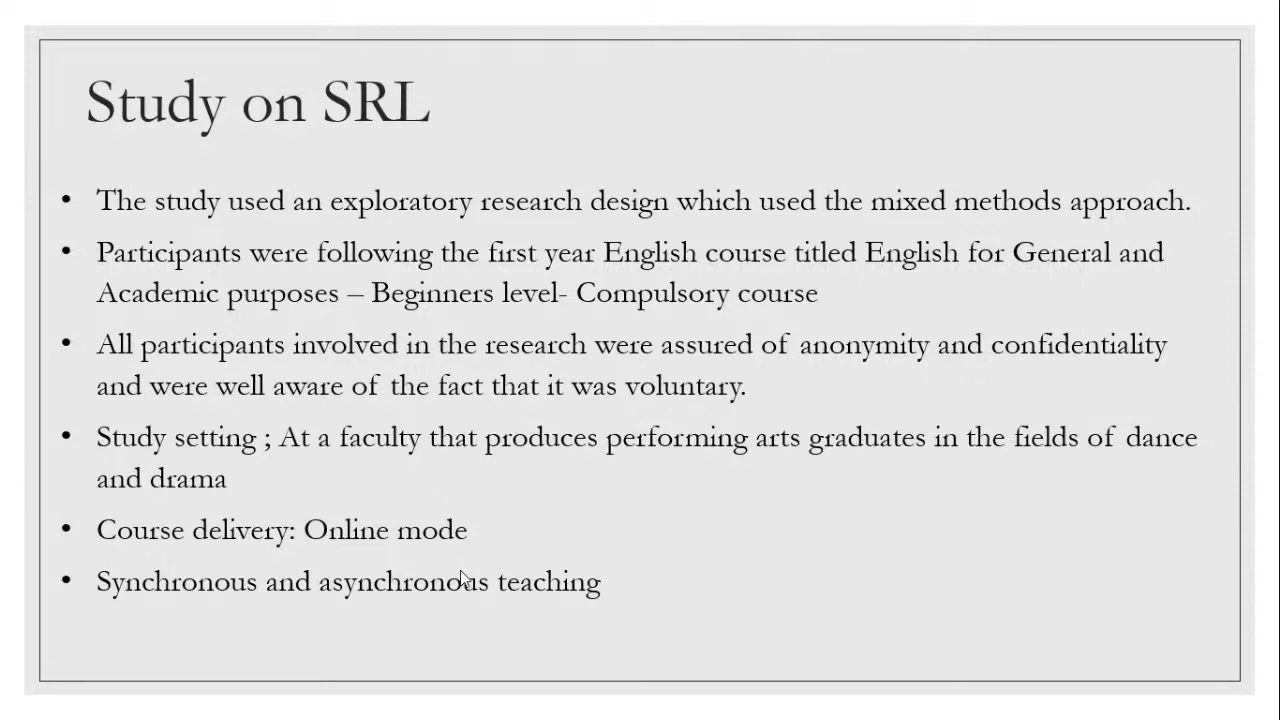 Study on SRL
• The study used an exploratory research design which used the mixed methods approach.
• Participants were following the first year English course titled English for General and
Academic purposes – Beginners level- Compulsory course
• All participants involved in the research were assured of anonymity and confidentiality
and were well aware of the fact that it was voluntary.
• Study setting ; At a faculty that produces performing arts graduates in the fields of dance
and drama
• Course delivery: Online mode
• Synchronous and asynchronous teaching